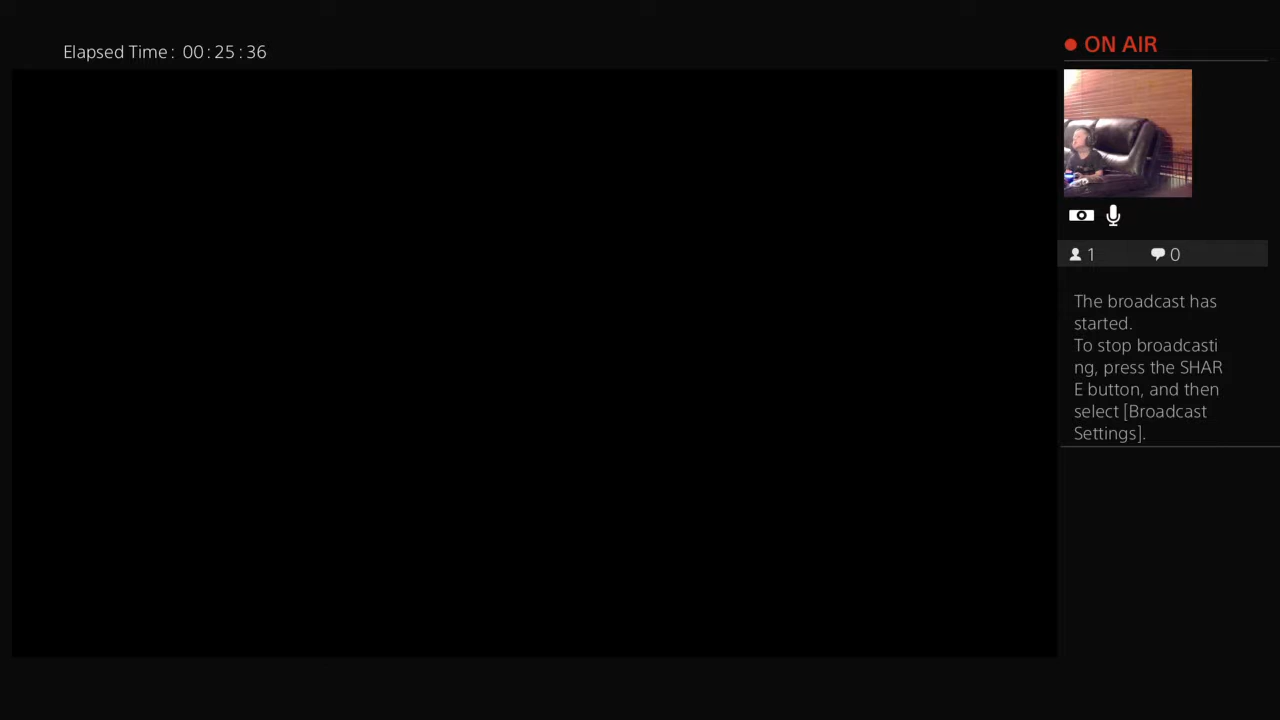 Elapsed Time: 00:25:36
ON AIR
1 0
The broadcast has
started.
To stop broadcasti
ng, press the SHAR
E button, and then
select [Broadcast
Settings].